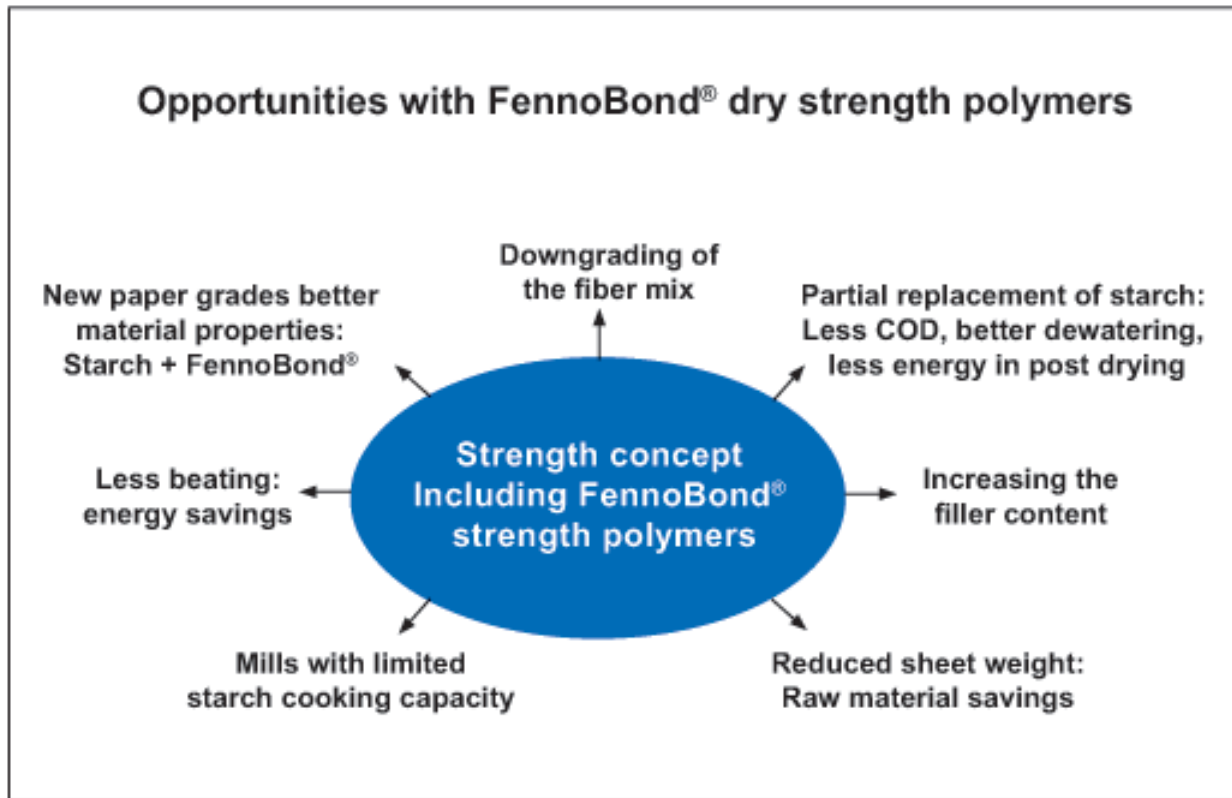 Opportunities with FennoBond® dry strength polymers
Downgrading of
the fiber mix
New paper grades better
material properties:
Starch + FennoBond®
Partial replacement of starch:
Less COD, better dewatering,
less energy in post drying
Strength concept
Including FennoBond®
strength polymers
Less beating:
energy savings
Increasing the
filler content
Mills with limited
starch cooking capacity
Reduced sheet weight:
Raw material savings